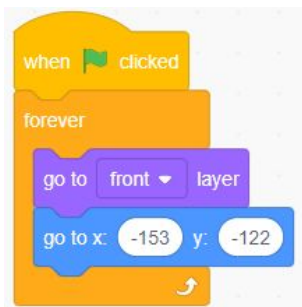 when clicked
forever
go to front layer
go to x: -153 y: -122